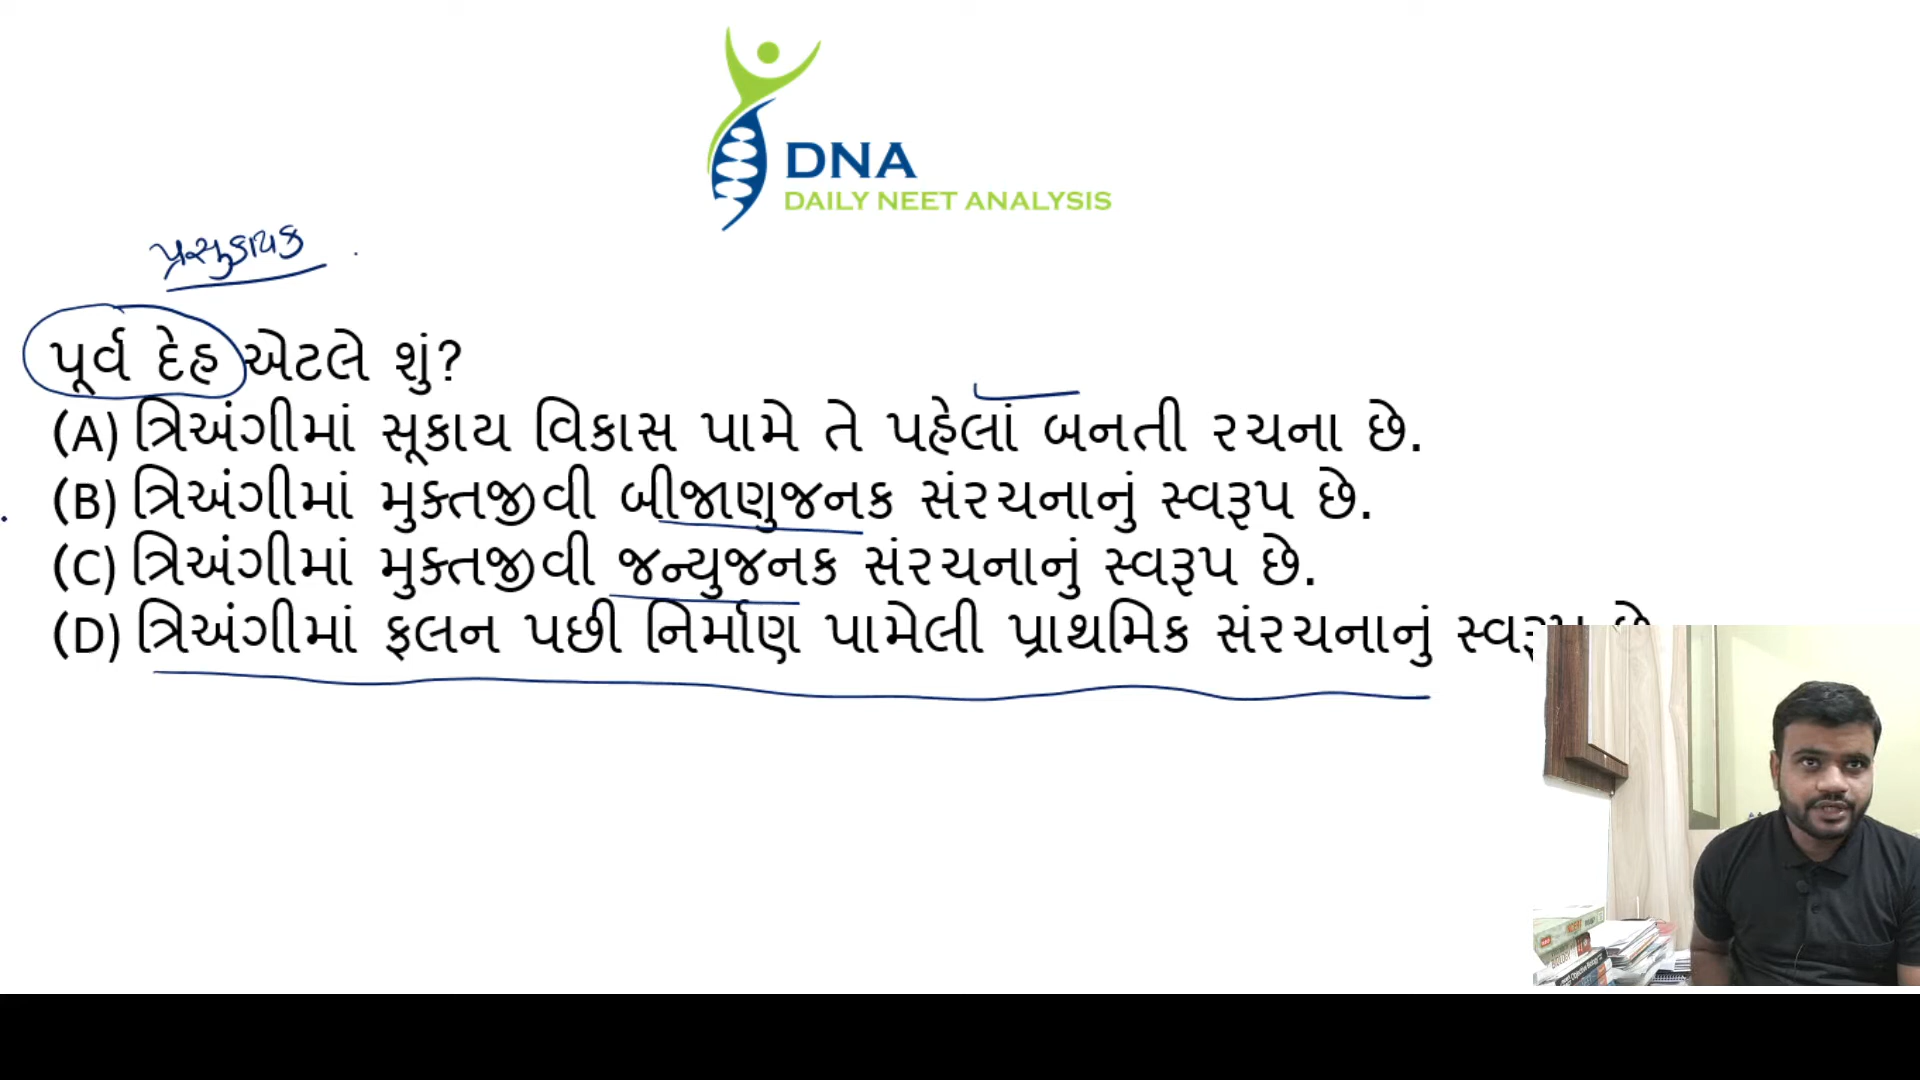 DNA
DAILY NEET ANALYSIS
પ્રસૂકાયક
પૂર્વ દેહ એટલે શું?
(A) ત્રિઅંગીમાં સૂકાય વિકાસ પામે તે પહેલાં બનતી રચના છે.
(B) ત્રિઅંગીમાં મુક્તજીવી બીજાણુજનક સંરચનાનું સ્વરૂપ છે.
(C) ત્રિઅંગીમાં મુક્તજીવી જન્યુજનક સંરચનાનું સ્વરૂપ છે.
(D) ત્રિઅંગીમાં ફલન પછી નિર્માણ પામેલી પ્રાથમિક સંરચનાનું